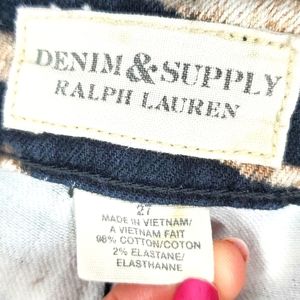 DENIM & SUPPLY
RALPH LAUREN
27
MADE IN VIETNAM/
A VIETNAM FAIT
98% COTTON/COTON
2% ELASTANE/
ELASTHANNE